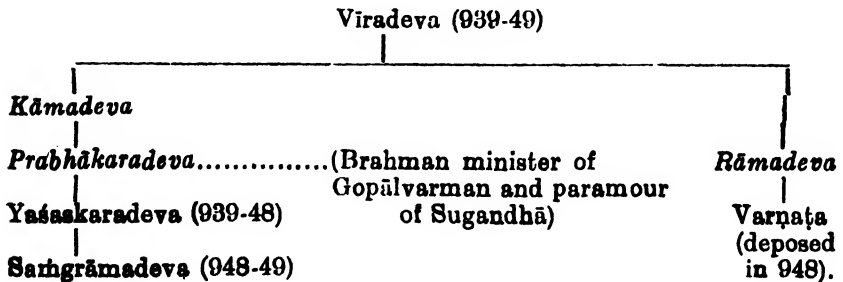 Vīradeva (939-49)
Kāmadeva
Prabhākaradeva...............(Brahman minister of Rāmadeva
Gopālvarman and paramour
Yaśaskaradeva (939-48) of Sugandhā) Varṇaṭa
(deposed
Saṁgrāmadeva (948-49) in 948).